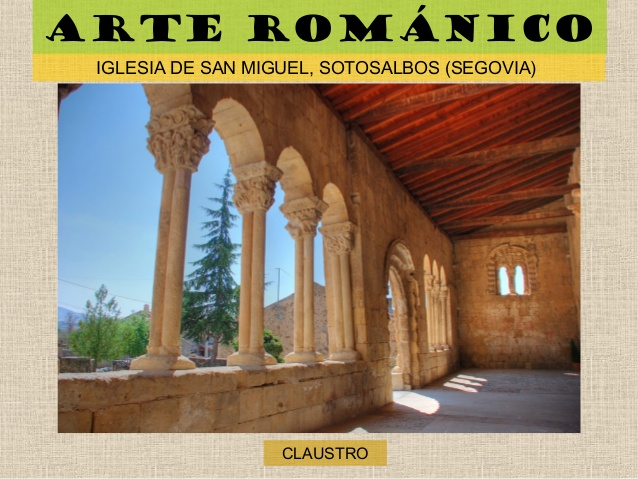 ARTE ROMÁNICO
IGLESIA DE SAN MIGUEL, SOTOSALBOS (SEGOVIA)
CLAUSTRO